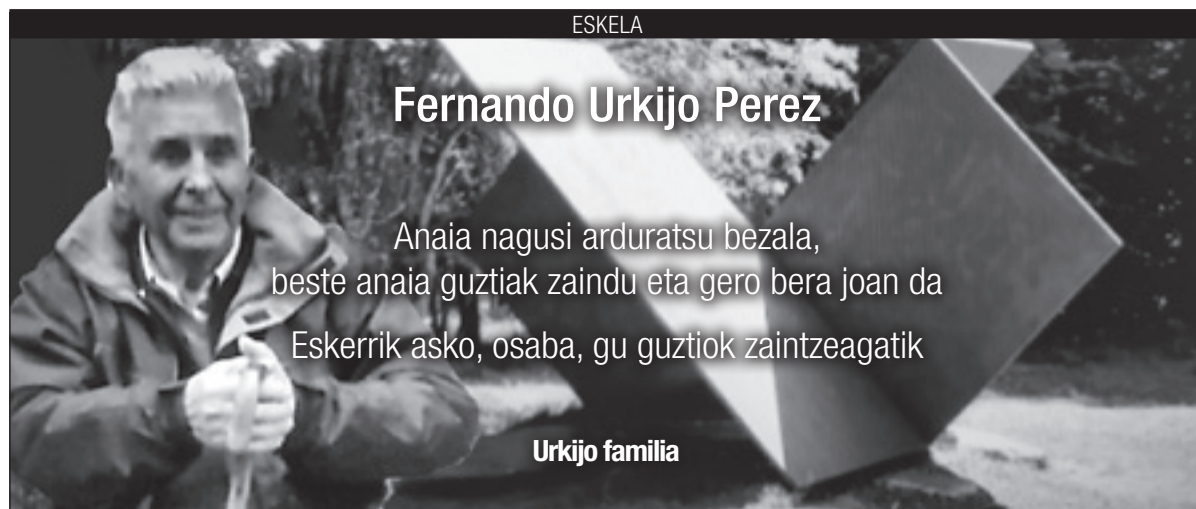 ESKELA
Fernando Urkijo Perez
Anaia nagusi arduratsu bezala,
beste anaia guztiak zaindu eta gero bera joan da
Eskerrik asko, osaba, gu guztiok zaintzeagatik
Urkijo familia